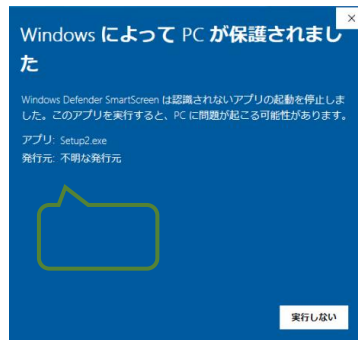 Windows によって PC が保護されまし
た
Windows Defender SmartScreen は認識されないアプリの起動を停止しま
した。このアプリを実行すると、PC に問題が起こる可能性があります。
アプリ: Setup2.exe
発行元: 不明な発行元
実行しない